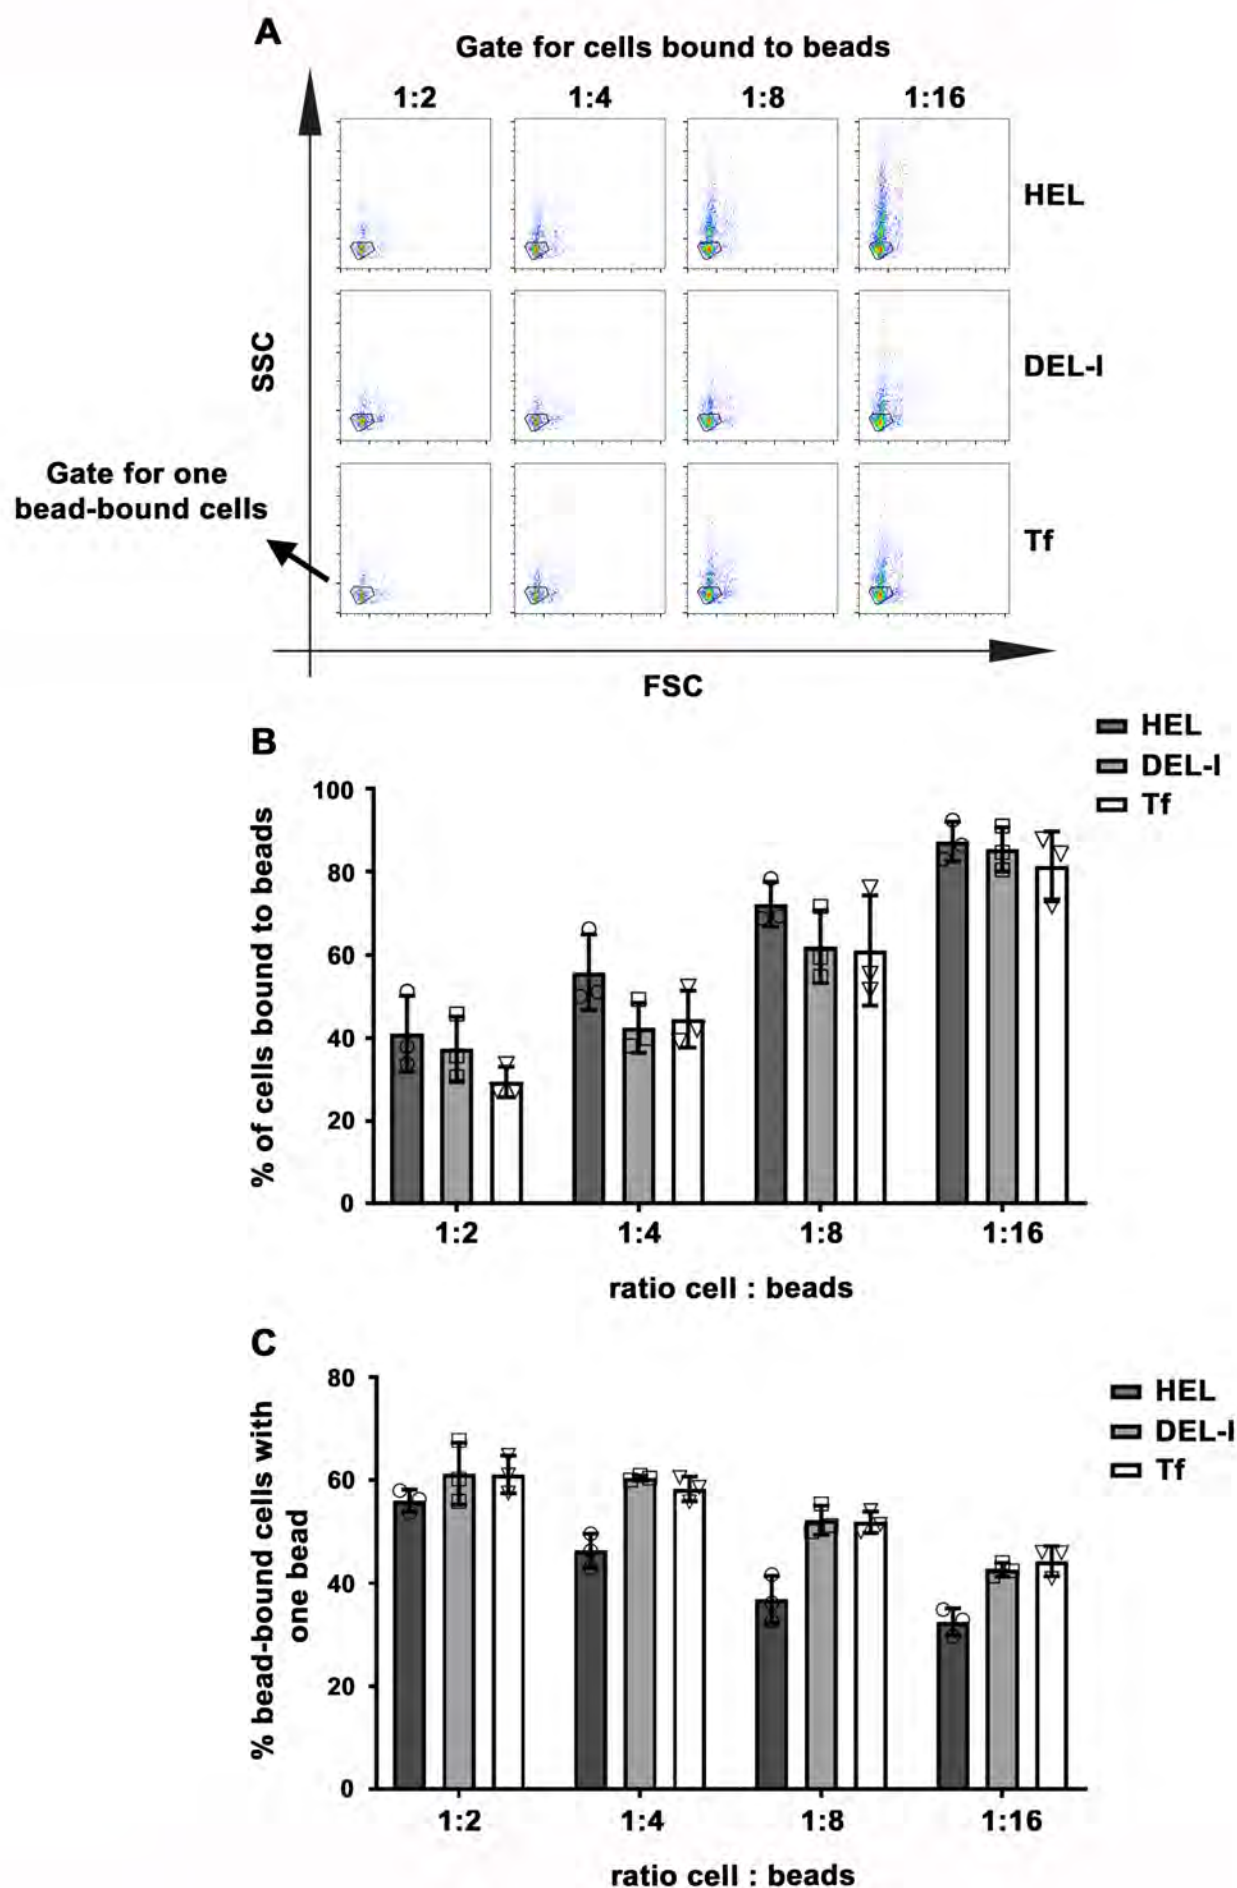 A
Gate for cells bound to beads
1:2 1:4 1:8 1:16
HEL
DEL-I
Tf
SSC
Gate for one
bead-bound cells
FSC
B
HEL
DEL-I
Tf
% of cells bound to beads
100
80
60
40
20
0
1:2 1:4 1:8 1:16
ratio cell : beads
C
HEL
DEL-I
Tf
% bead-bound cells with
one bead
80
60
40
20
0
1:2 1:4 1:8 1:16
ratio cell : beads